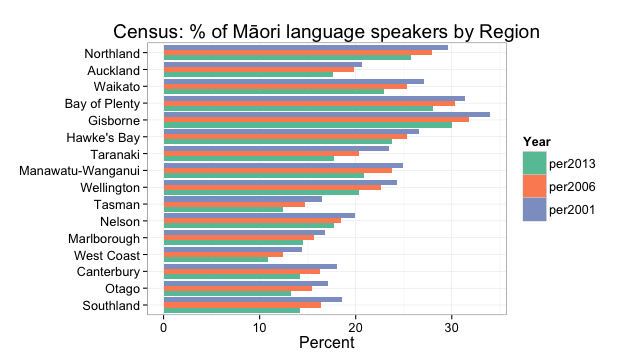 Census: % of Māori language speakers by Region
Northland
Auckland
Waikato
Bay of Plenty
Gisborne
Hawke's Bay
Taranaki
Manawatu-Wanganui
Wellington
Tasman
Nelson
Marlborough
West Coast
Canterbury
Otago
Southland
0 10 20 30
Percent
Year
per2013
per2006
per2001